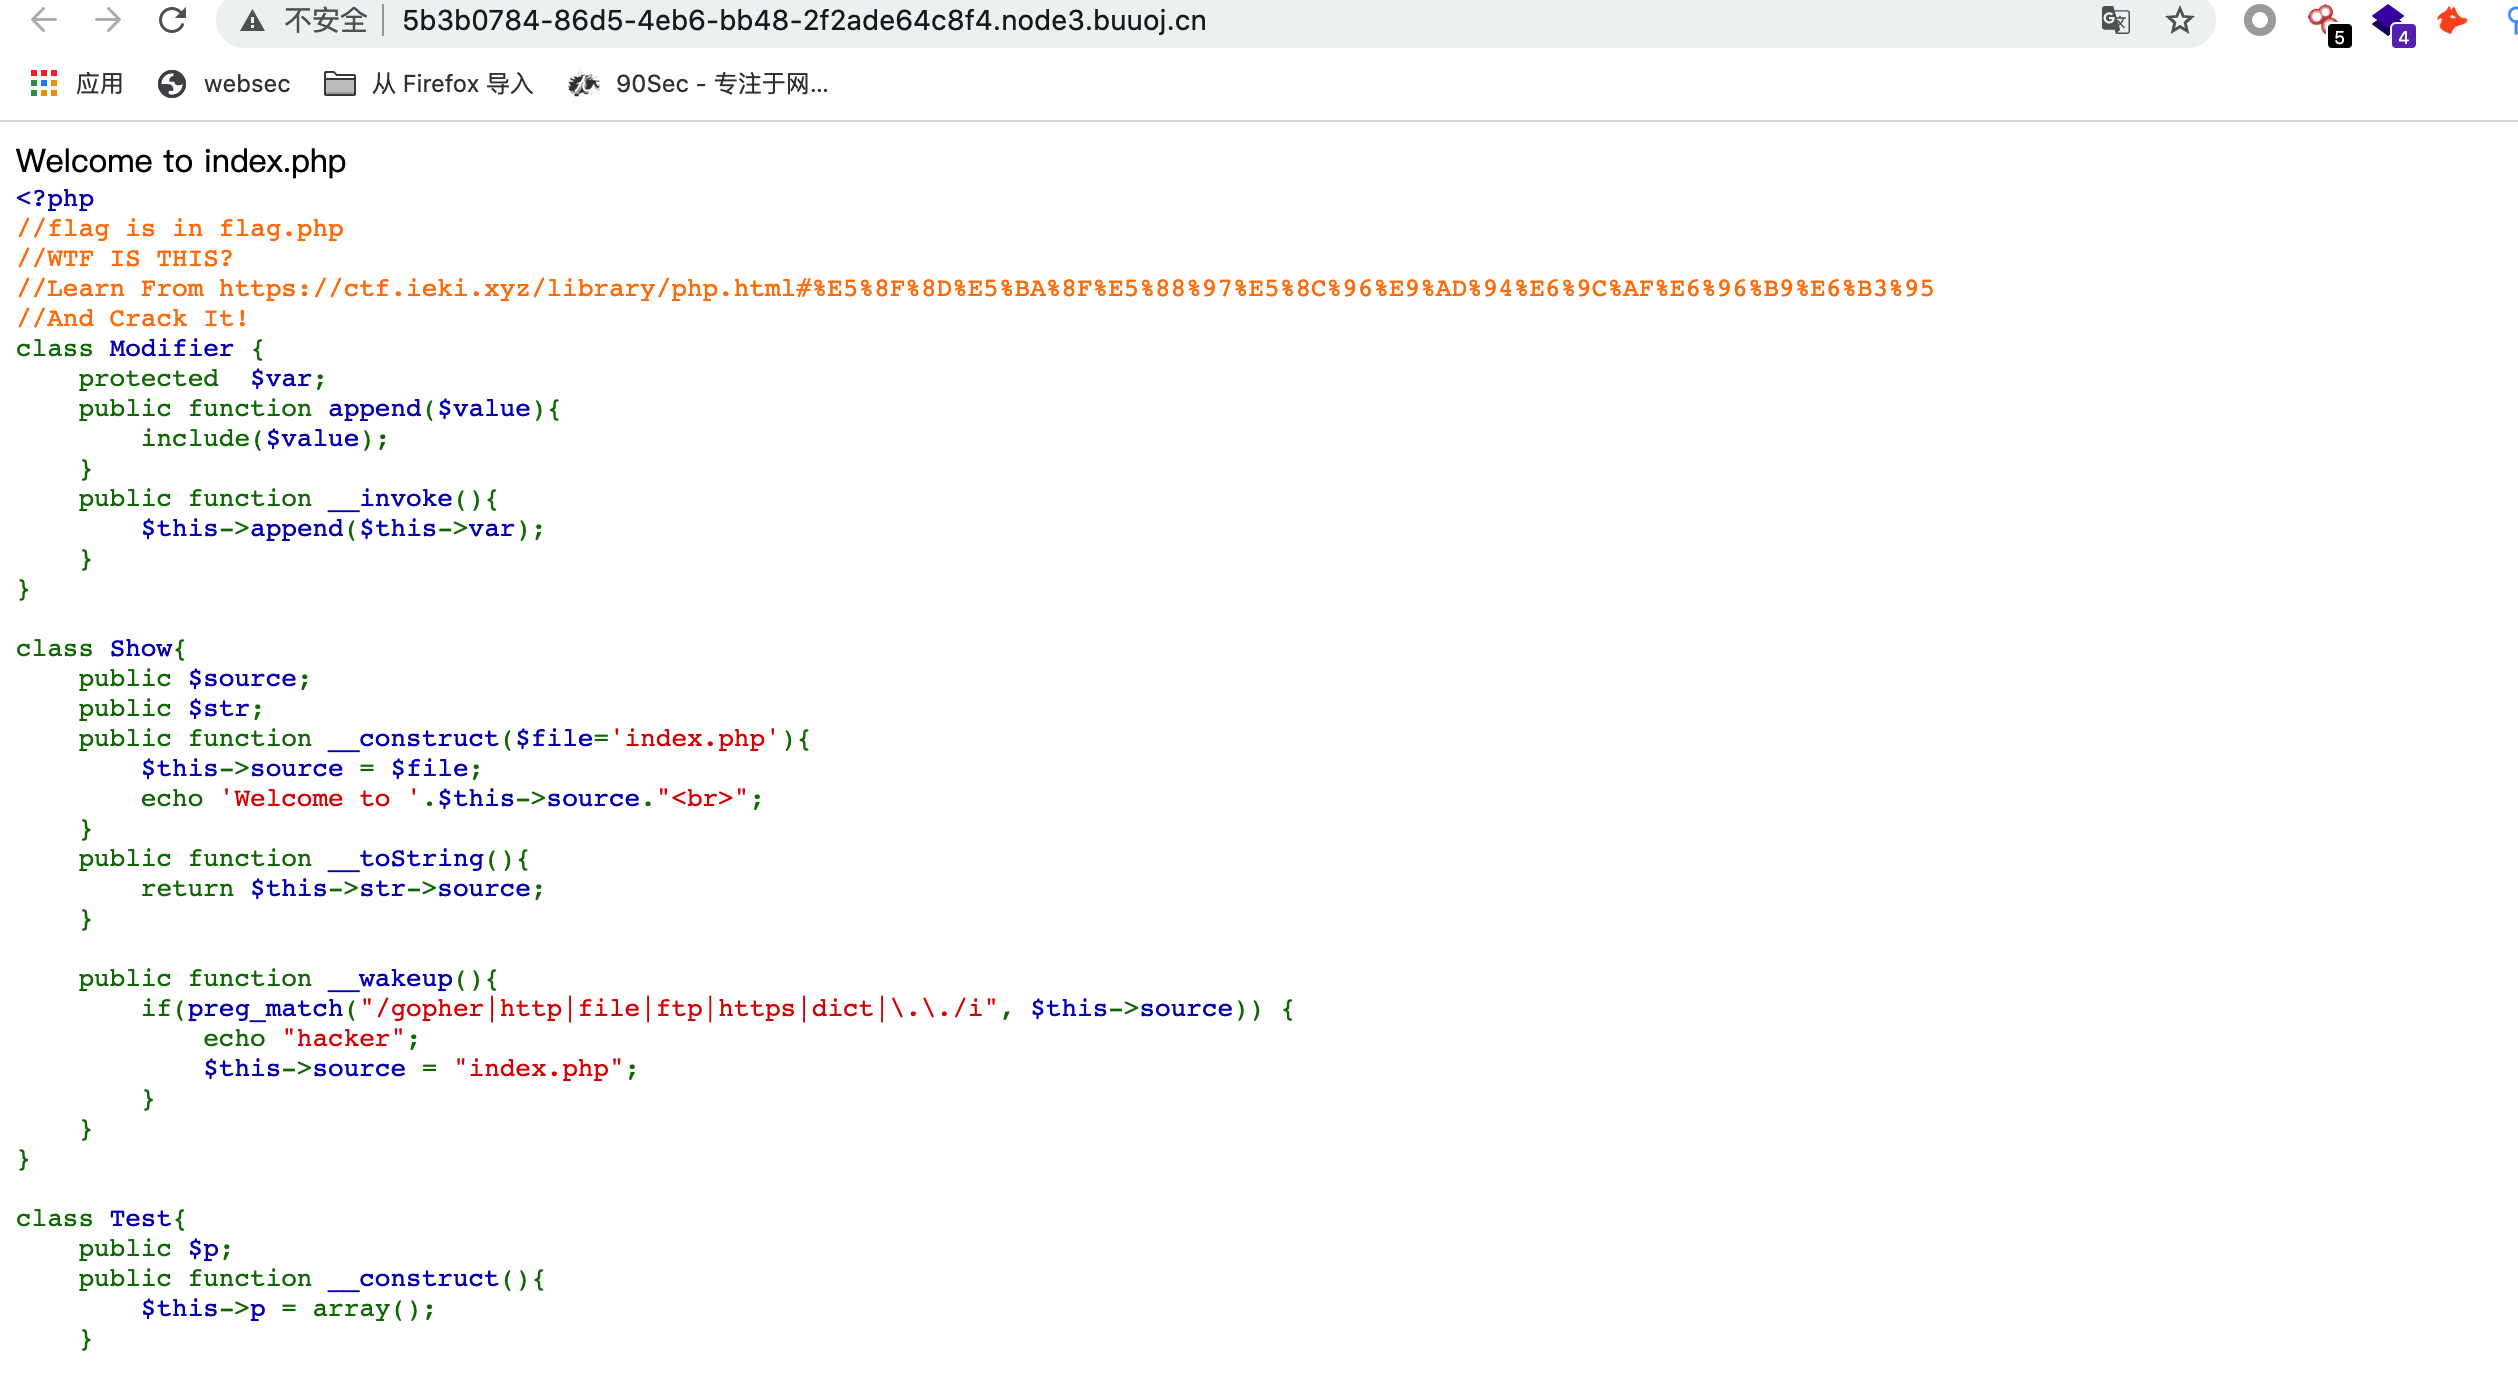 不安全 5b3b0784-86d5-4eb6-bb48-2f2ade64c8f4.node3.buuoj.cn
5
4
应用 websec 从 Firefox 导入 90Sec - 专注于网...
Welcome to index.php
<?php
//flag is in flag.php
//WTF IS THIS?
//Learn From https://ctf.ieki.xyz/library/php.html#%E5%8F%8D%E5%BA%8F%E5%88%97%E5%8C%96%E9%AD%94%E6%9C%AF%E6%96%B9%E6%B3%95
//And Crack It!
class Modifier {
    protected  $var;
    public function append($value){
        include($value);
    }
    public function __invoke(){
        $this->append($this->var);
    }
}

class Show{
    public $source;
    public $str;
    public function __construct($file='index.php'){
        $this->source = $file;
        echo 'Welcome to '.$this->source."<br>";
    }
    public function __toString(){
        return $this->str->source;
    }

    public function __wakeup(){
        if(preg_match("/gopher|http|file|ftp|https|dict|\.\./i", $this->source)) {
            echo "hacker";
            $this->source = "index.php";
        }
    }
}

class Test{
    public $p;
    public function __construct(){
        $this->p = array();
    }